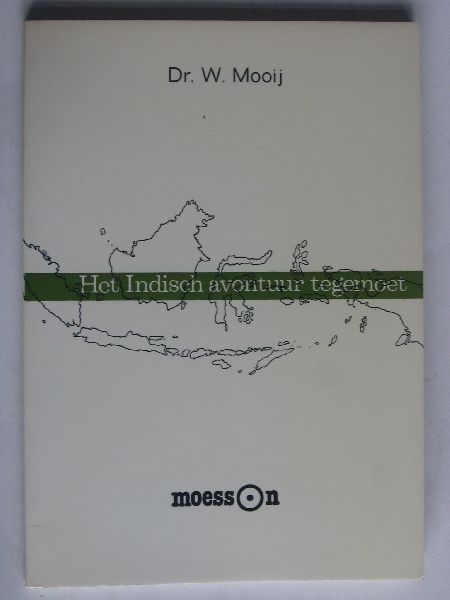 Dr. W. Mooij
Het Indisch avontuur tegemoet
moesson